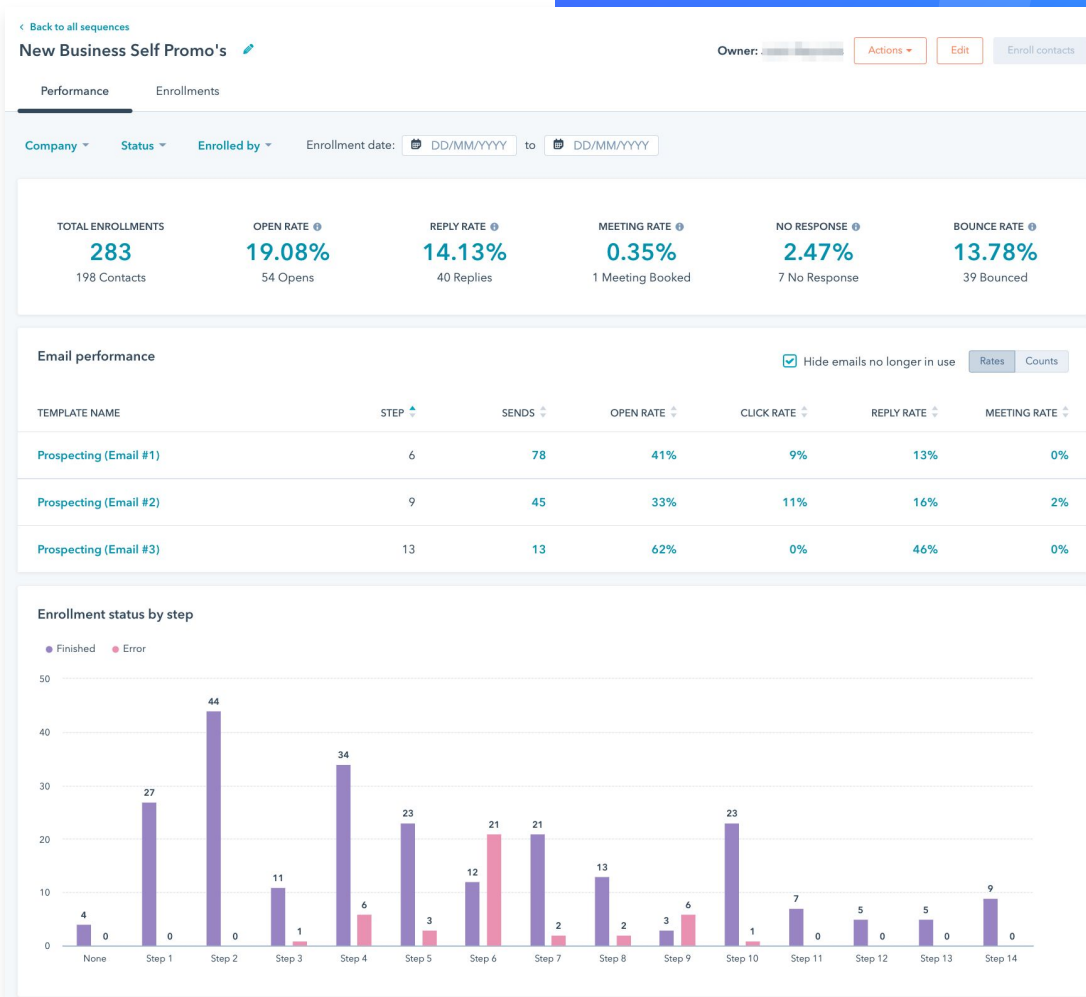 Back to all sequences
New Business Self Promo's
Owner: Actions Edit Enroll contacts
Performance Enrollments
Company Status Enrolled by Enrollment date: DD/MM/YYYY to DD/MM/YYYY
TOTAL ENROLLMENTS OPEN RATE REPLY RATE MEETING RATE NO RESPONSE BOUNCE RATE
283 19.08% 14.13% 0.35% 2.47% 13.78%
198 Contacts 54 Opens 40 Replies 1 Meeting Booked 7 No Response 39 Bounced
Email performance
Hide emails no longer in use Rates Counts
TEMPLATE NAME STEP SENDS OPEN RATE CLICK RATE REPLY RATE MEETING RATE
Prospecting (Email #1) 6 78 41% 9% 13% 0%
Prospecting (Email #2) 9 45 33% 11% 16% 2%
Prospecting (Email #3) 13 13 62% 0% 46% 0%
Enrollment status by step
Finished Error
50
40
30
20
10
0
4 0 27 0 44 0 11 1 34 6 23 3 12 21 21 2 13 2 3 6 23 1 7 0 5 0 5 0 9 0
None Step 1 Step 2 Step 3 Step 4 Step 5 Step 6 Step 7 Step 8 Step 9 Step 10 Step 11 Step 12 Step 13 Step 14